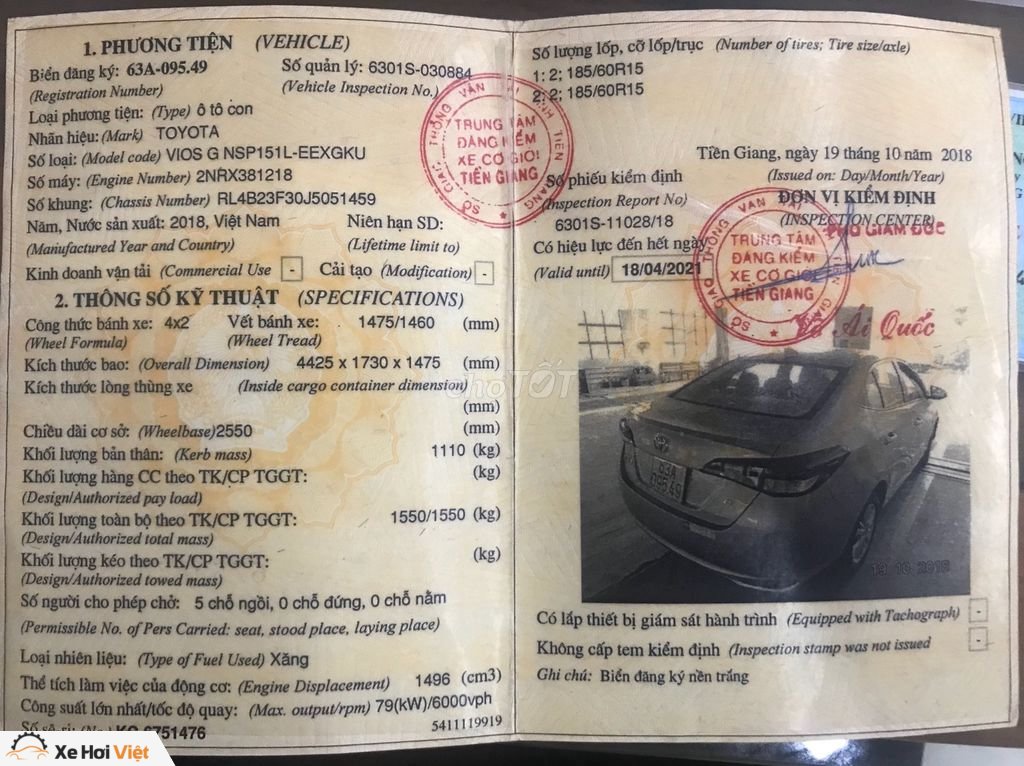 1. PHƯƠNG TIỆN (VEHICLE)
Biển đăng ký: 63A-095.49 Số quản lý: 6301S-030884
(Registration Number) (Vehicle Inspection No.)
Loại phương tiện: (Type) ô tô con
Nhãn hiệu: (Mark) TOYOTA
Số loại: (Model code) VIOS G NSP151L-EEXGKU
Số máy: (Engine Number) 2NRX381218
Số khung: (Chassis Number) RL4B23F30J5051459
Năm, Nước sản xuất: 2018, Việt Nam Niên hạn SD:
(Manufactured Year and Country) (Lifetime limit to)
Kinh doanh vận tải (Commercial Use - Cải tạo (Modification) -
2. THÔNG SỐ KỸ THUẬT (SPECIFICATIONS)
Công thức bánh xe: 4x2 Vết bánh xe: 1475/1460 (mm)
(Wheel Formula) (Wheel Tread)
Kích thước bao: (Overall Dimension) 4425 x 1730 x 1475 (mm)
Kích thước lòng thùng xe (Inside cargo container dimension)
(mm)
Chiều dài cơ sở: (Wheelbase) 2550 (mm)
Khối lượng bản thân: (Kerb mass) 1110 (kg)
Khối lượng hàng CC theo TK/CP TGGT: (kg)
(Design/Authorized pay load)
Khối lượng toàn bộ theo TK/CP TGGT: 1550/1550 (kg)
(Design/Authorized total mass)
Khối lượng kéo theo TK/CP TGGT: (kg)
(Design/Authorized towed mass)
Số người cho phép chở: 5 chỗ ngồi, 0 chỗ đứng, 0 chỗ nằm
(Permissible No. of Pers Carried: seat, stood place, laying place)
Loại nhiên liệu: (Type of Fuel Used) Xăng
Thể tích làm việc của động cơ: (Engine Displacement) 1496 (cm3)
Công suất lớn nhất/tốc độ quay: (Max. output/rpm) 79(kW)/6000vph
5411119919
Xe Hơi Việt
Số lượng lốp, cỡ lốp/trục (Number of tires; Tire size/axle)
1: 2; 185/60R15
2: 2; 185/60R15
TRUNG TÂM
ĐĂNG KIỂM
XE CƠ GIỚI
TIỀN GIANG
Tiền Giang, ngày 19 tháng 10 năm 2018
(Issued on: Day/Month/Year)
Số phiếu kiểm định ĐƠN VỊ KIỂM ĐỊNH
(Inspection Report No) (INSPECTION CENTER)
6301S-11028/18 PHÓ GIÁM ĐỐC
Có hiệu lực đến hết ngày
(Valid until) 18/04/2021
TRUNG TÂM
ĐĂNG KIỂM
XE CƠ GIỚI
TIỀN GIANG
Ái Quốc
choTỐT
63A
095.49
19 10 2018
Có lắp thiết bị giám sát hành trình (Equipped with Tachograph) -
Không cấp tem kiểm định (Inspection stamp was not issued -
Ghi chú: Biển đăng ký nền trắng